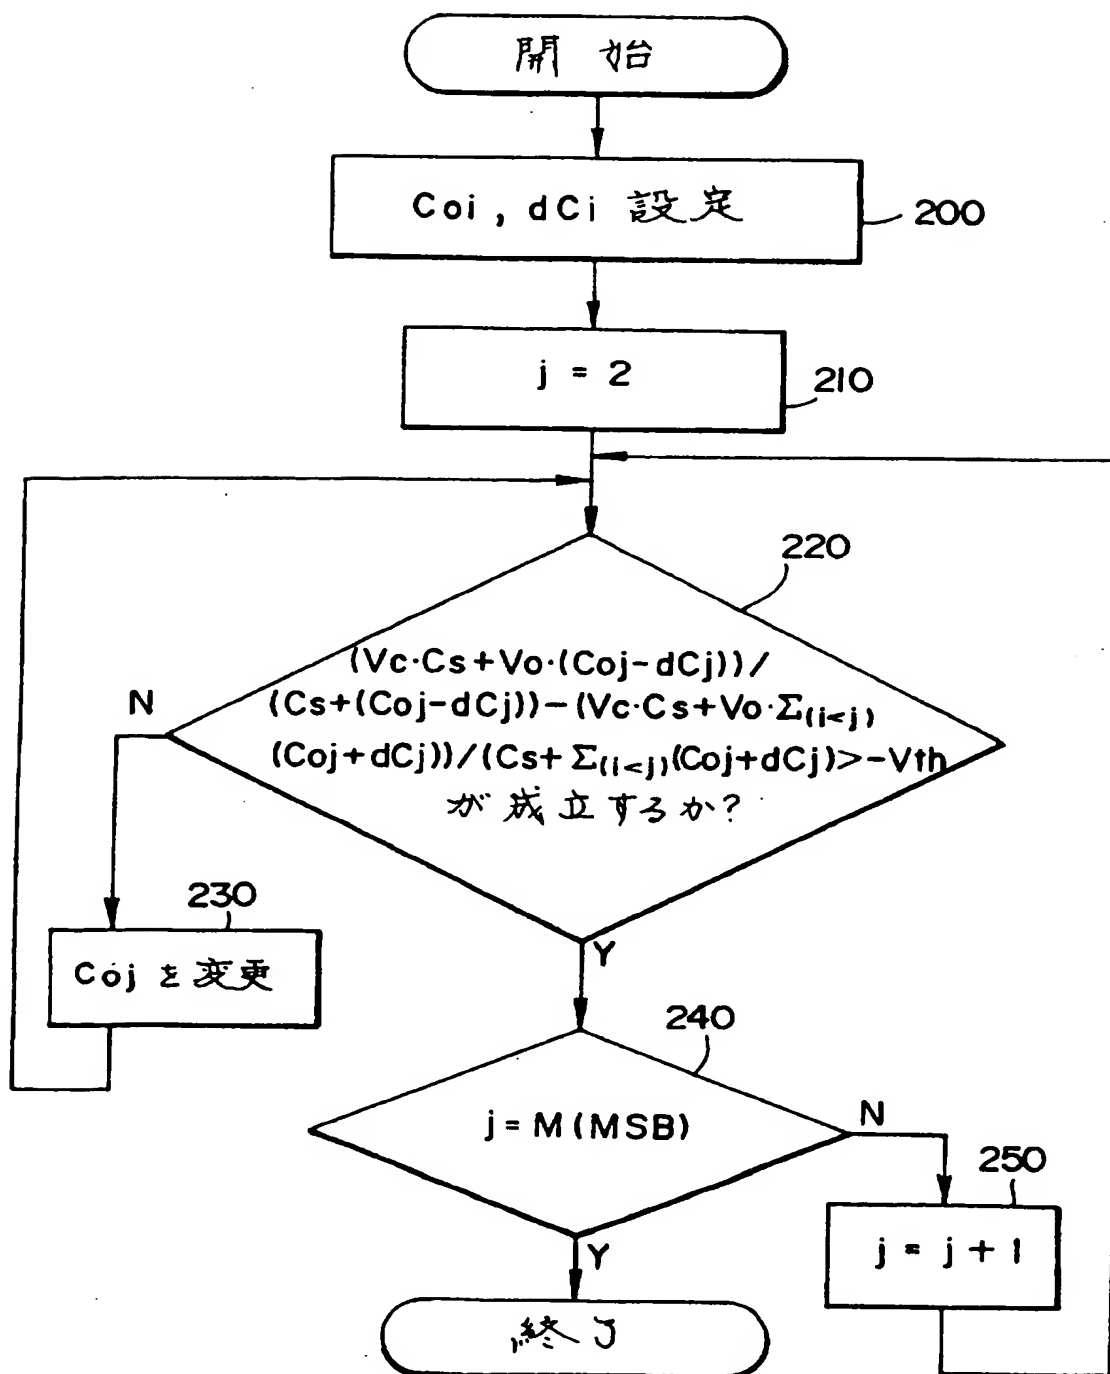 開始
Coi, dCi 設定
200
j = 2
210
220
(Vc·Cs+Vo·(Coj-dCj))/
(Cs+(Coj-dCj))-(Vc·Cs+Vo·Σ(i<j)
(Coj+dCj))/(Cs+Σ(i<j)(Coj+dCj)>-Vth
が成立するか?
N
230
Coj を変更
Y
240
j = M (MSB)
N
250
j = j + 1
Y
終了